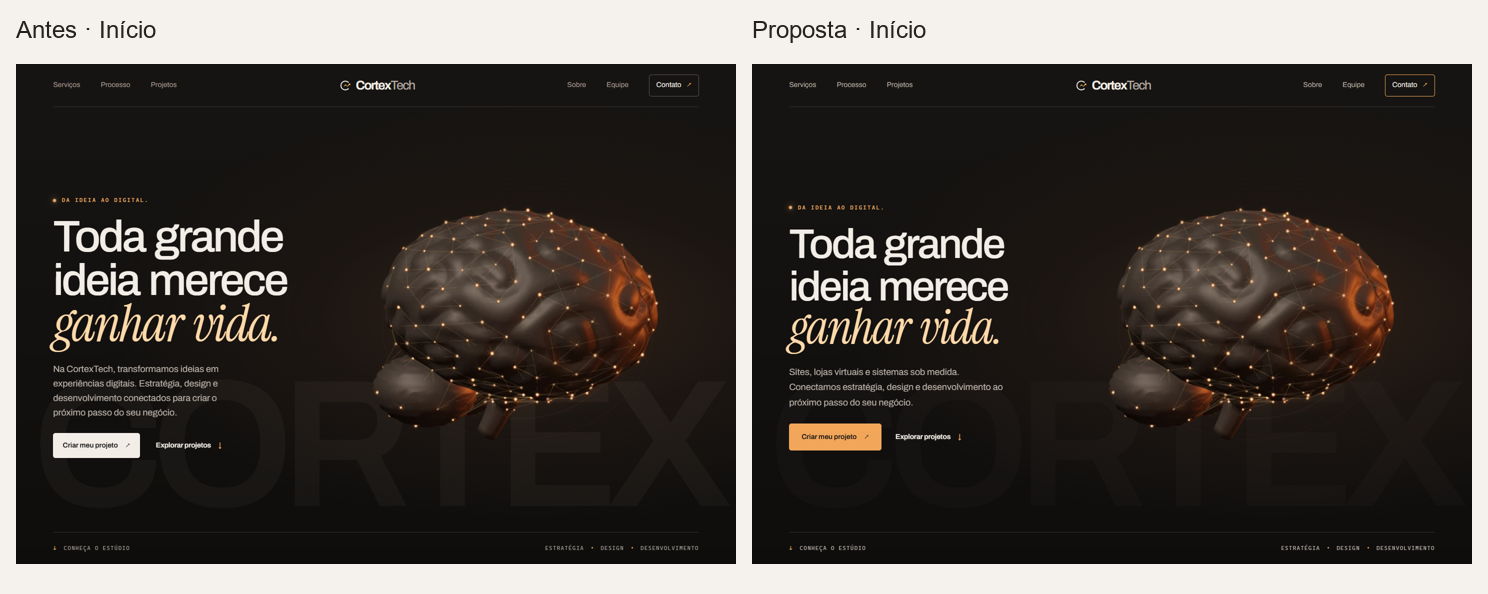 Antes · Início
Serviços Processo Projetos CortexTech Sobre Equipe Contato ↗
DA IDEIA AO DIGITAL.
Toda grande
ideia merece
ganhar vida.
Na CortexTech, transformamos ideias em
experiências digitais. Estratégia, design e
desenvolvimento conectados para criar o
próximo passo do seu negócio.
Criar meu projeto ↗ Explorar projetos ↓
CORTEX
↓ CONHEÇA O ESTÚDIO ESTRATÉGIA • DESIGN • DESENVOLVIMENTO
Proposta · Início
Serviços Processo Projetos CortexTech Sobre Equipe Contato ↗
DA IDEIA AO DIGITAL.
Toda grande
ideia merece
ganhar vida.
Sites, lojas virtuais e sistemas sob medida.
Conectamos estratégia, design e desenvolvimento ao
próximo passo do seu negócio.
Criar meu projeto ↗ Explorar projetos ↓
CORTEX
↓ CONHEÇA O ESTÚDIO ESTRATÉGIA • DESIGN • DESENVOLVIMENTO